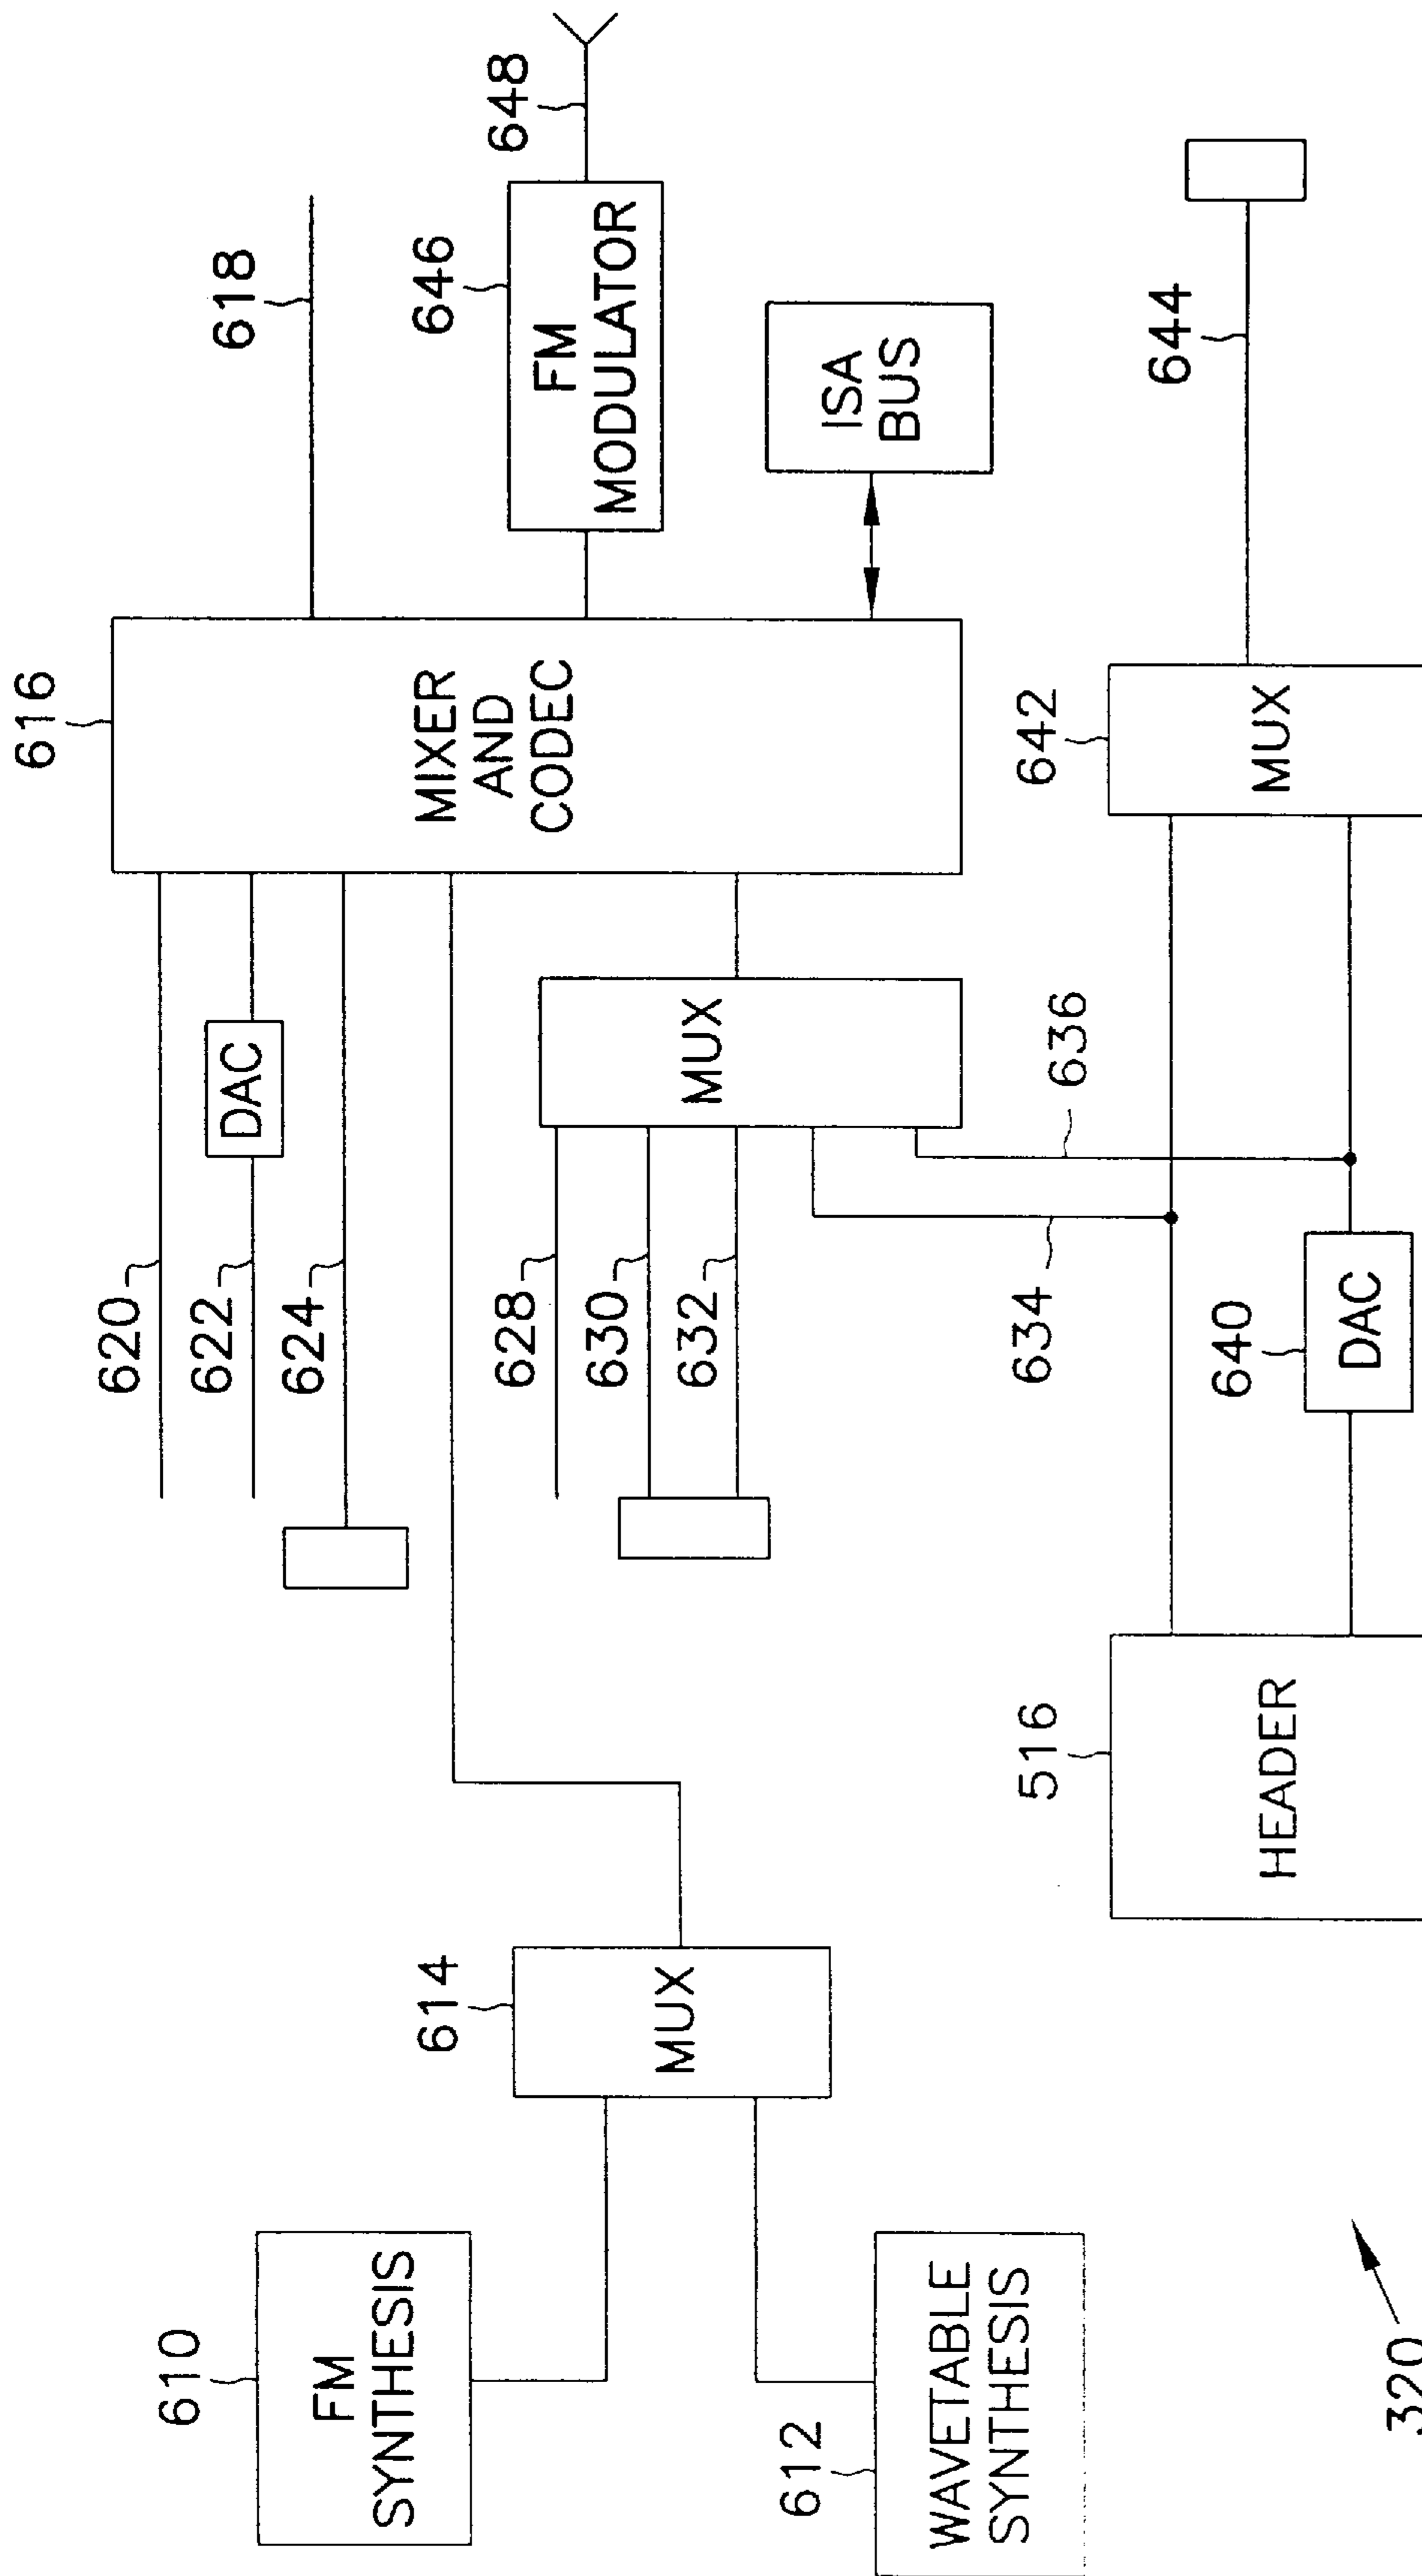 610
FM
SYNTHESIS
612
WAVETABLE
SYNTHESIS
614
MUX
620
622
DAC
624
616
MIXER
AND
CODEC
618
646
FM
MODULATOR
648
ISA
BUS
628
630
632
MUX
634
636
516
HEADER
640
DAC
642
MUX
644
320